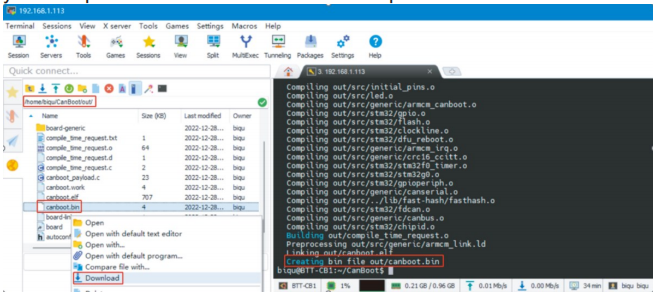 192.168.1.113
Terminal Sessions View X server Tools Games Settings Macros Help
Session Servers Tools Games Sessions View Split MultiExec Tunneling Packages Settings Help
Quick connect...
3. 192.168.1.113
/home/biqu/CanBoot/out/
Name Size (KB) Last modified Owner
board-generic 2022-12-28... biqu
compile_time_request.txt 1 2022-12-28... biqu
compile_time_request.o 64 2022-12-28... biqu
compile_time_request.d 1 2022-12-28... biqu
compile_time_request.c 2 2022-12-28... biqu
canboot_payload.c 23 2022-12-28... biqu
canboot.work 4 2022-12-28... biqu
canboot.elf 707 2022-12-28... biqu
canboot.bin 4 2022-12-28... biqu
board-lin
board
autoconf
Open
Open with default text editor
Open with...
Open with default program...
Compare file with...
Download
Compiling out/src/initial_pins.o
Compiling out/src/led.o
Compiling out/src/generic/armcm_canboot.o
Compiling out/src/stm32/gpio.o
Compiling out/src/stm32/flash.o
Compiling out/src/stm32/clockline.o
Compiling out/src/stm32/dfu_reboot.o
Compiling out/src/generic/armcm_irq.o
Compiling out/src/generic/crc16_ccitt.o
Compiling out/src/stm32/stm32f0_timer.o
Compiling out/src/stm32/stm32g0.o
Compiling out/src/stm32/gpioperiph.o
Compiling out/src/generic/canserial.o
Compiling out/src/../lib/fast-hash/fasthash.o
Compiling out/src/stm32/fdcan.o
Compiling out/src/generic/canbus.o
Compiling out/src/stm32/chipid.o
Building out/compile_time_request.o
Preprocessing out/src/generic/armcm_link.ld
Linking out/canboot.elf
Creating bin file out/canboot.bin
biqu@BTT-CB1:~/CanBoot$
BTT-CB1 1% 0.21 GB / 0.96 GB 0.01 Mb/s 0.00 Mb/s 34 min biqu biqu